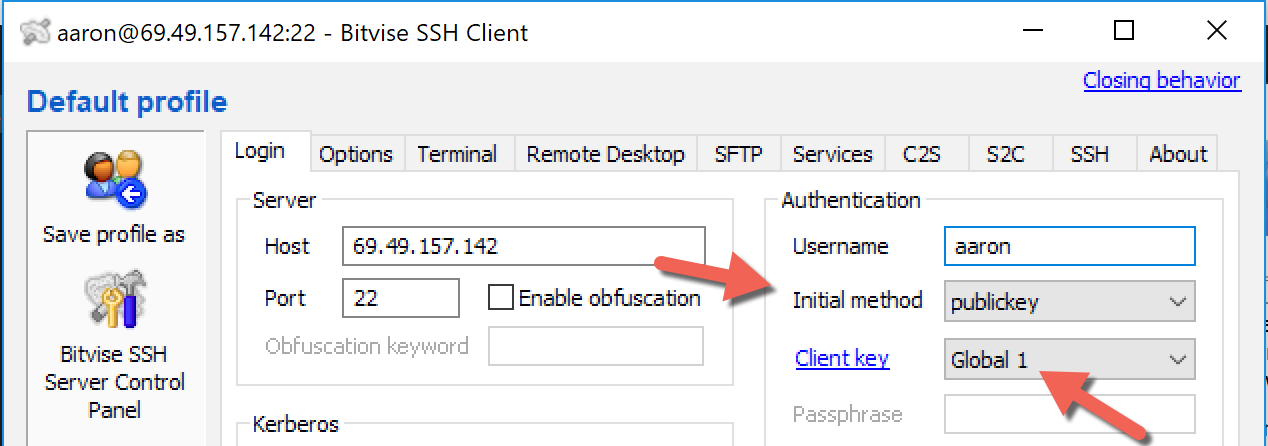 aaron@69.49.157.142:22 - Bitvise SSH Client
Closing behavior
Default profile
Save profile as
Bitvise SSH
Server Control
Panel
Login Options Terminal Remote Desktop SFTP Services C2S S2C SSH About
Server
Host 69.49.157.142
Port 22 Enable obfuscation
Obfuscation keyword
Kerberos
Authentication
Username aaron
Initial method publickey
Client key Global 1
Passphrase